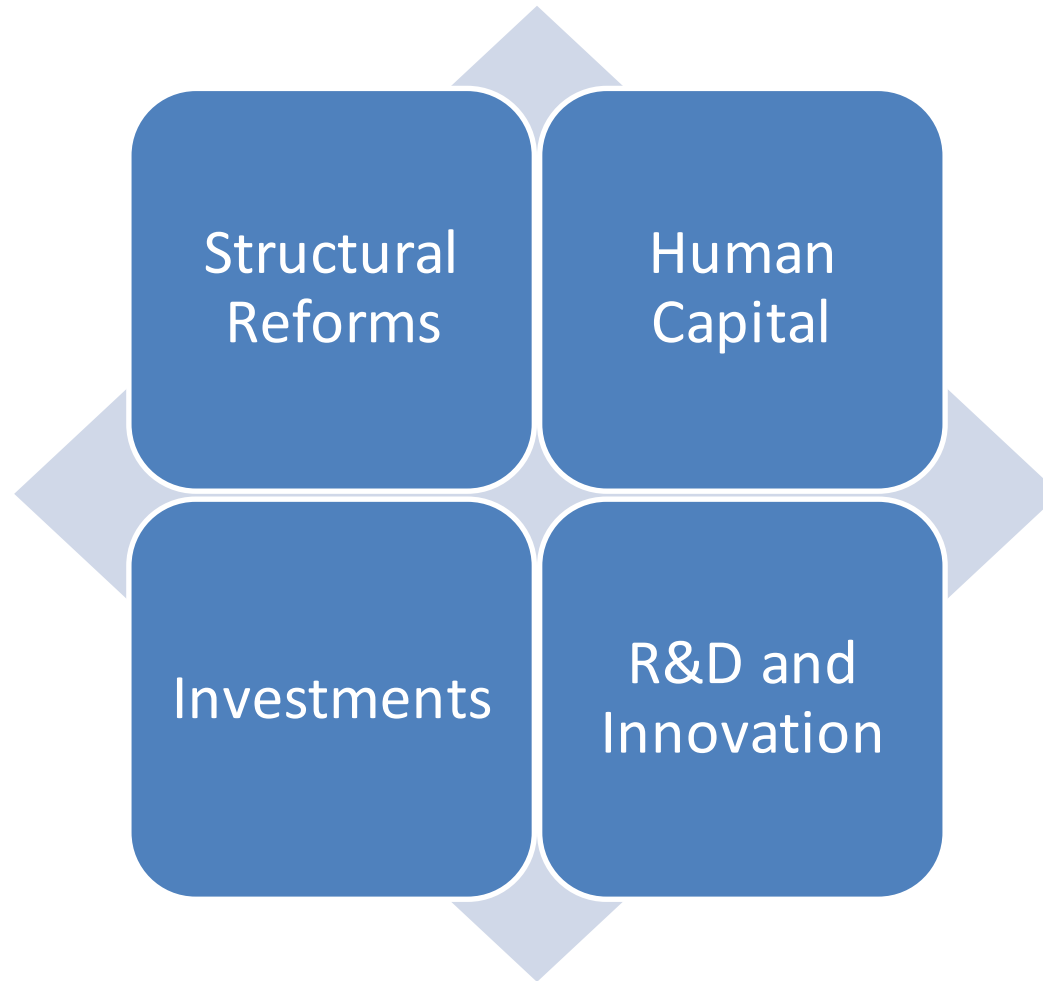 Structural
Reforms
Human
Capital
Investments
R&D and
Innovation